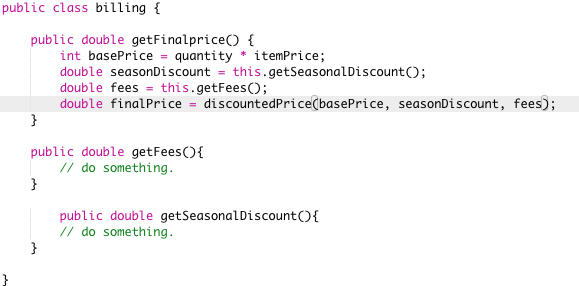 public class billing {
public double getFinalprice() {
int basePrice = quantity * itemPrice;
double seasonDiscount = this.getSeasonalDiscount();
double fees = this.getFees();
double finalPrice = discountedPrice(basePrice, seasonDiscount, fees);
}
public double getFees(){
// do something.
}
public double getSeasonalDiscount(){
// do something.
}
}